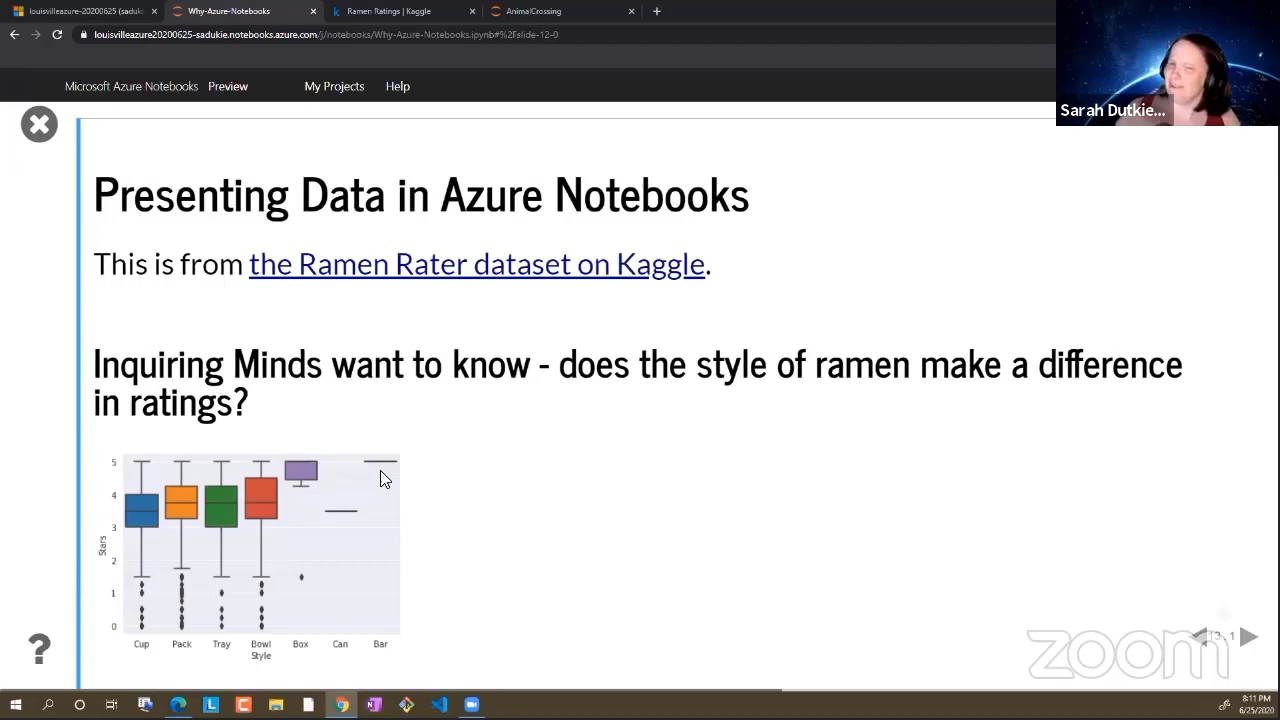 louisvilleazure20200625 (saduki
Why-Azure-Notebooks
Ramen Ratings | Kaggle
AnimalCrossing
louisvilleazure20200625-sadukie.notebooks.azure.com/j/notebooks/Why-Azure-Notebooks.ipynb#%2Fslide-12-0
Microsoft Azure Notebooks Preview My Projects Help
Sarah Dutkie...
Presenting Data in Azure Notebooks
This is from the Ramen Rater dataset on Kaggle.
Inquiring Minds want to know - does the style of ramen make a difference
in ratings?
5
4
3
2
1
0
Stars
Cup Pack Tray Bowl Box Can Bar
Style
?
zoom
8:11 PM
6/25/2020